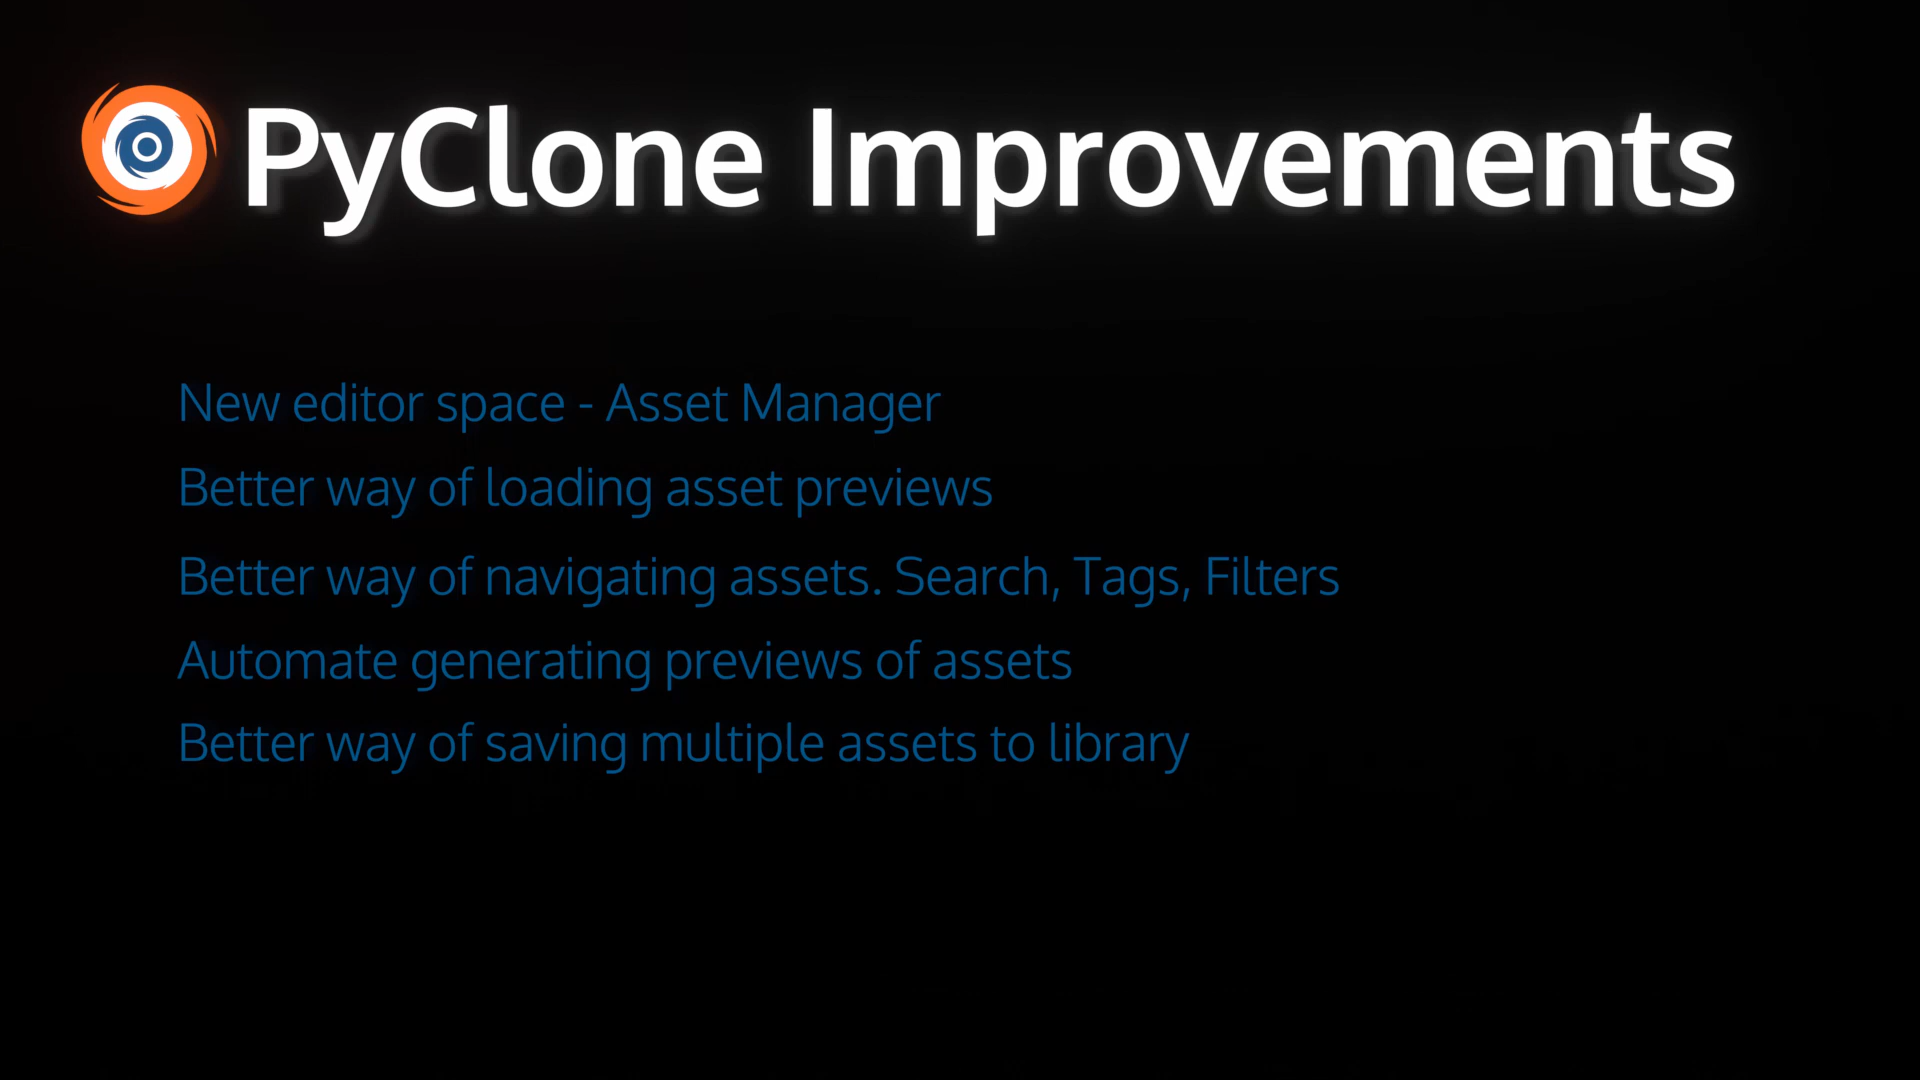 PyClone Improvements
New editor space - Asset Manager
Better way of loading asset previews
Better way of navigating assets. Search, Tags, Filters
Automate generating previews of assets
Better way of saving multiple assets to library